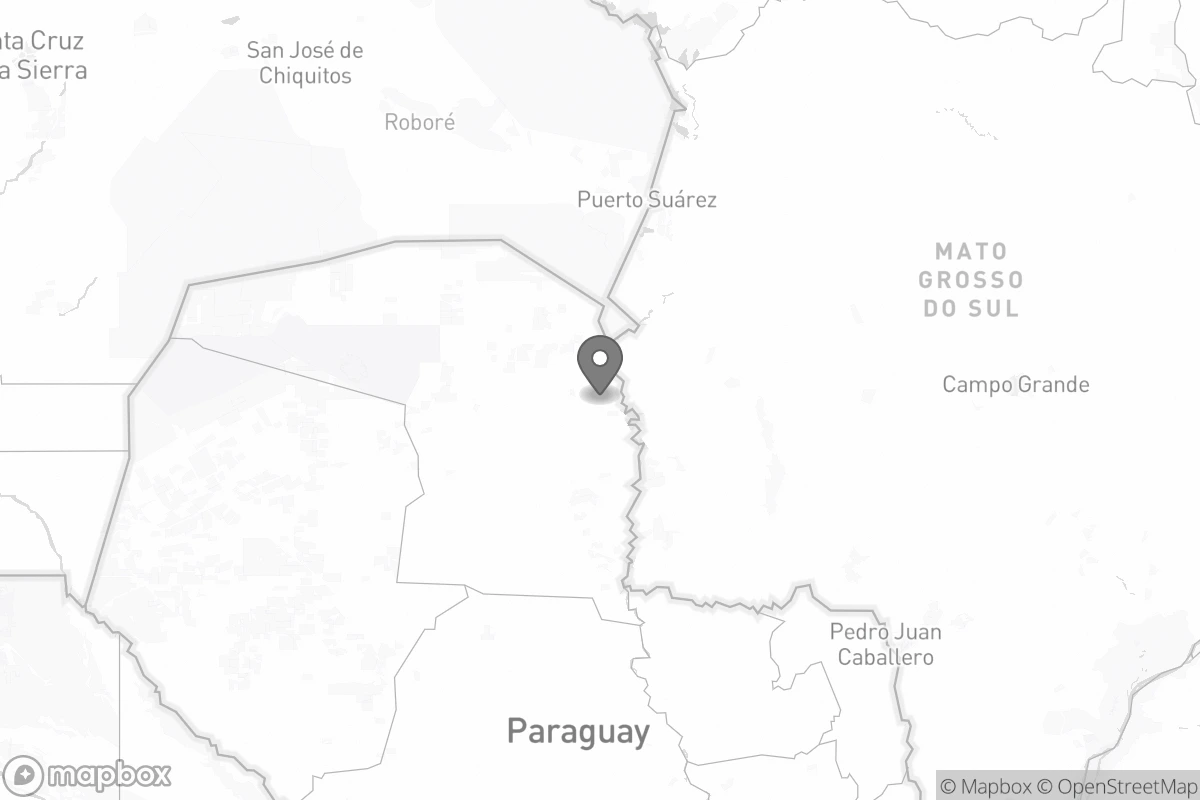 ta Cruz
a Sierra
San José de
Chiquitos
Roboré
Puerto Suárez
MATO
GROSSO
DO SUL
Campo Grande
Pedro Juan
Caballero
Paraguay
mapbox
© Mapbox © OpenStreetMap